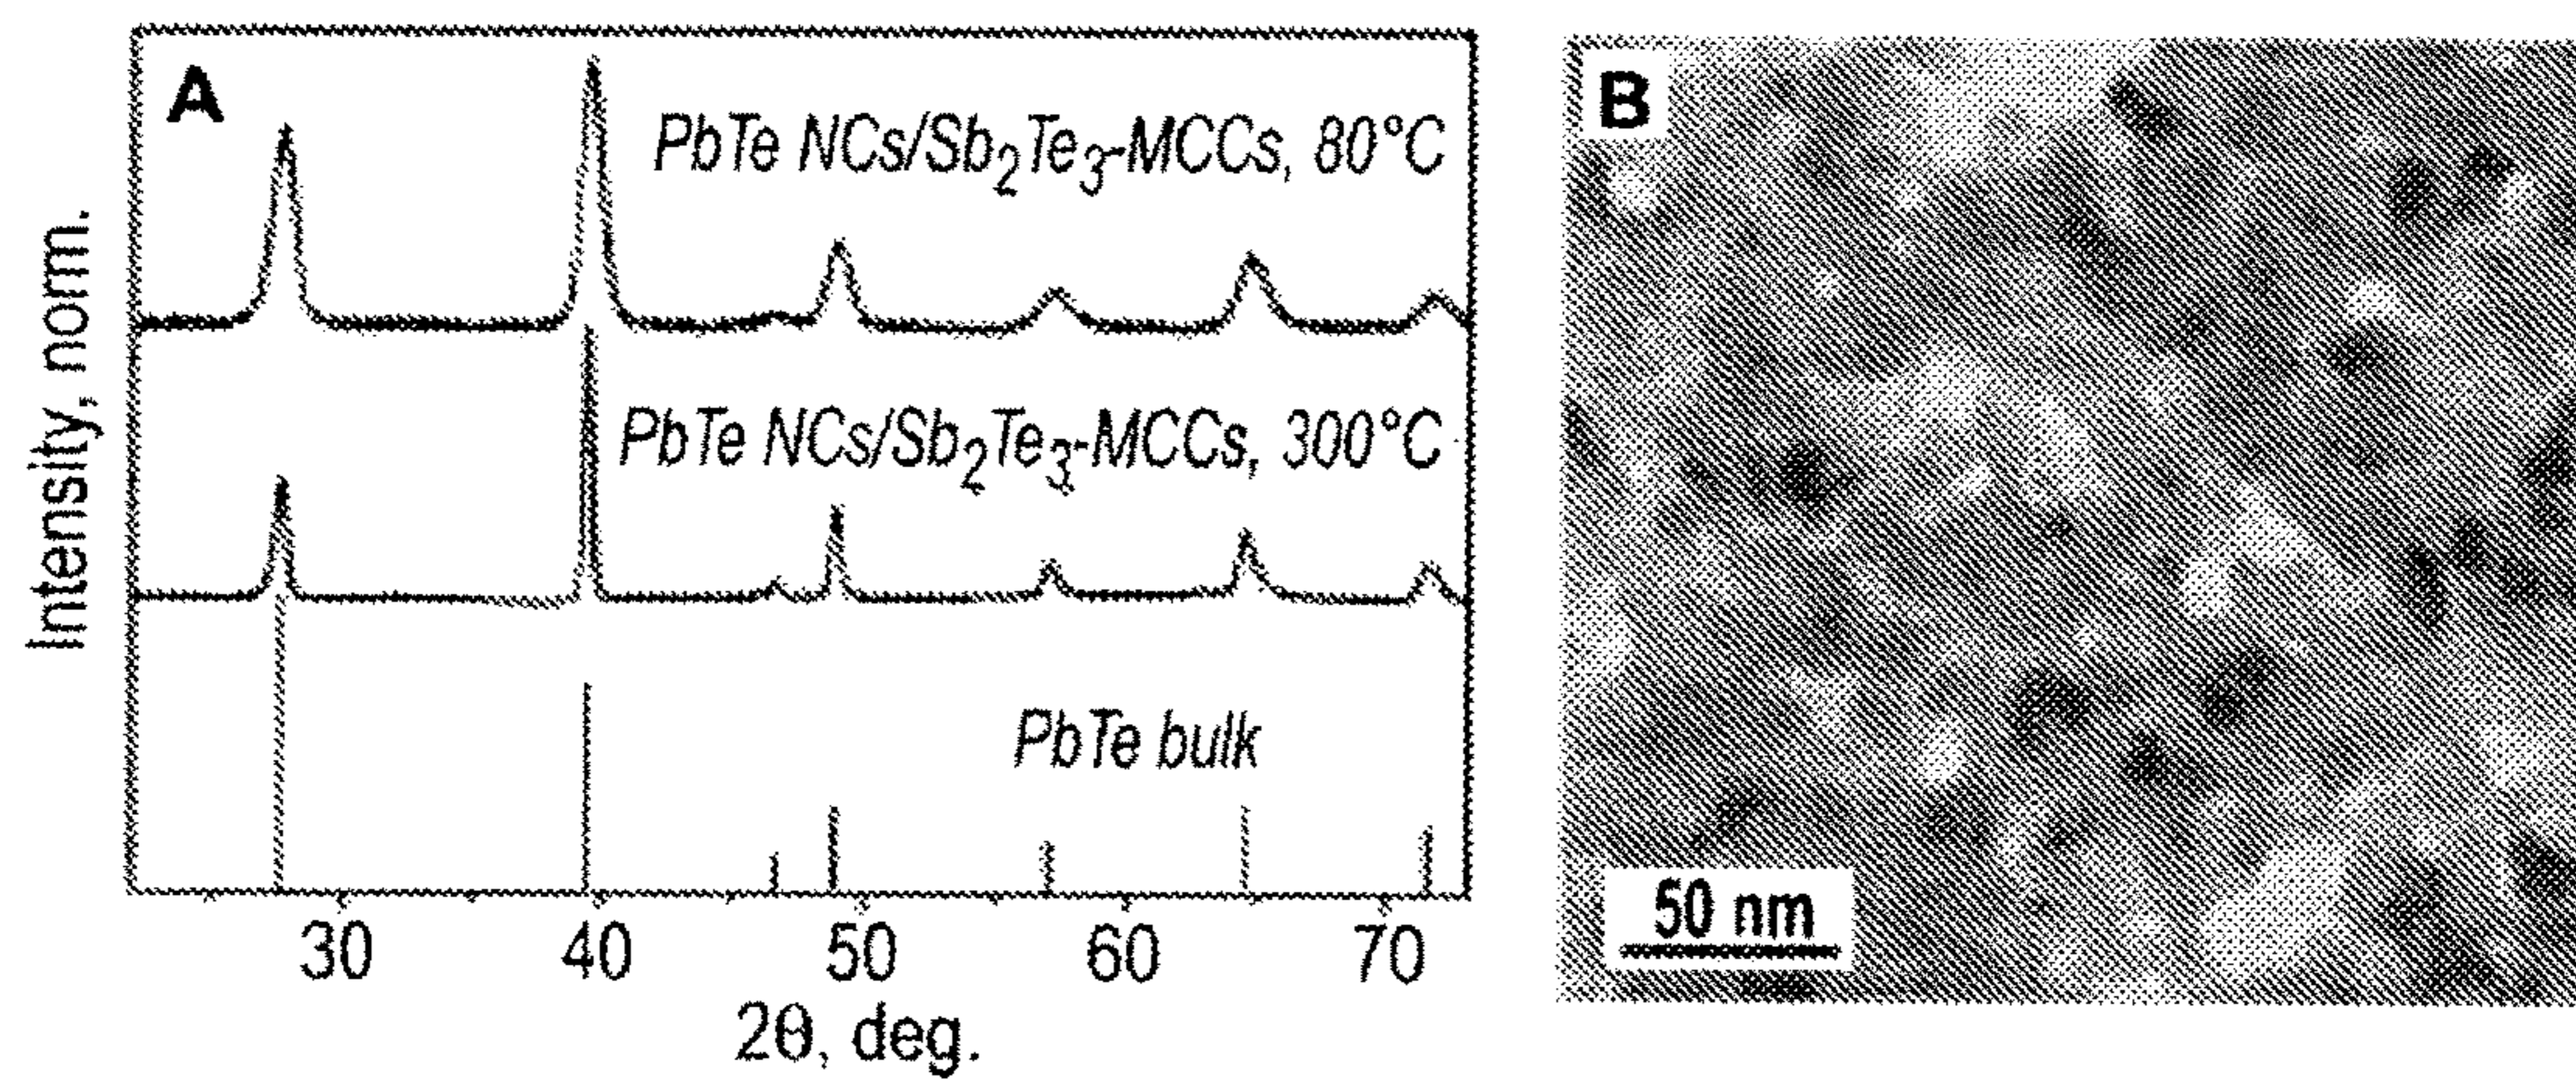 A
PbTe NCs/Sb2Te3-MCCs, 80°C
PbTe NCs/Sb2Te3-MCCs, 300°C
PbTe bulk
Intensity, norm.
30 40 50 60 70
2θ, deg.
B
50 nm